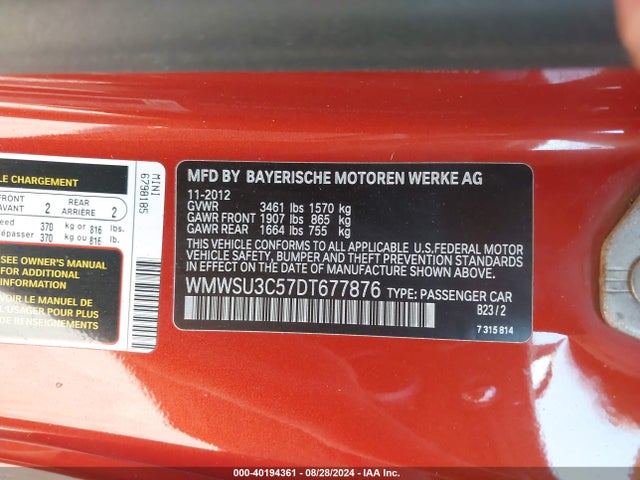 E CHARGEMENT
FRONT
AVANT 2 REAR
ARRIÈRE 2
eed 370 kg or 816 lbs.
épasser 370 kg ou 816 lb.
SEE OWNER'S MANUAL
FOR ADDITIONAL
INFORMATION
VOIR LE MANUEL DE
L'USAGER POUR PLUS
DE RENSEIGNEMENTS
MINI
6798185
MFD BY BAYERISCHE MOTOREN WERKE AG
11-2012
GVWR 3461 lbs 1570 kg
GAWR FRONT 1907 lbs 865 kg
GAWR REAR 1664 lbs 755 kg
THIS VEHICLE CONFORMS TO ALL APPLICABLE U.S.FEDERAL MOTOR
VEHICLE SAFETY, BUMPER AND THEFT PREVENTION STANDARDS
IN EFFECT ON THE DATE OF MANUFACTURE SHOWN ABOVE.
WMWSU3C57DT677876 TYPE: PASSENGER CAR
B23 / 2
7 315 814
000-40194361 - 08/28/2024 - IAA Inc.